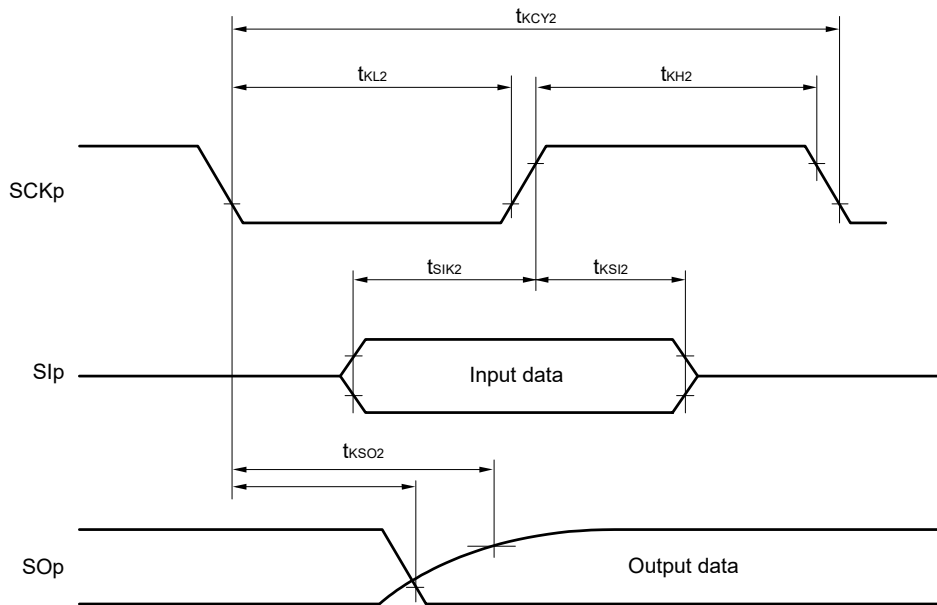 tKCY2
tKL2
tKH2
SCKp
tSIK2
tKSI2
SIp
Input data
tKSO2
SOp
Output data